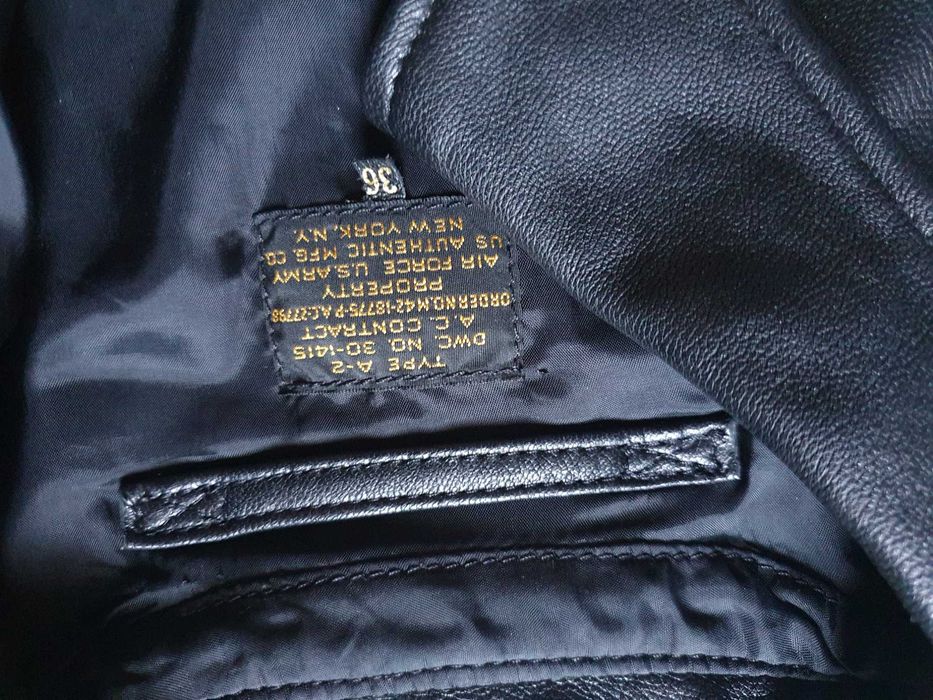 TYPE A-2
DWC. NO. 30-1415
A.C. CONTRACT
ORDER NO. M42-18775-P AC-27798
PROPERTY
AIR FORCE U.S.ARMY
US AUTHENTIC MFG. CO.
NEW YORK, N.Y.
36